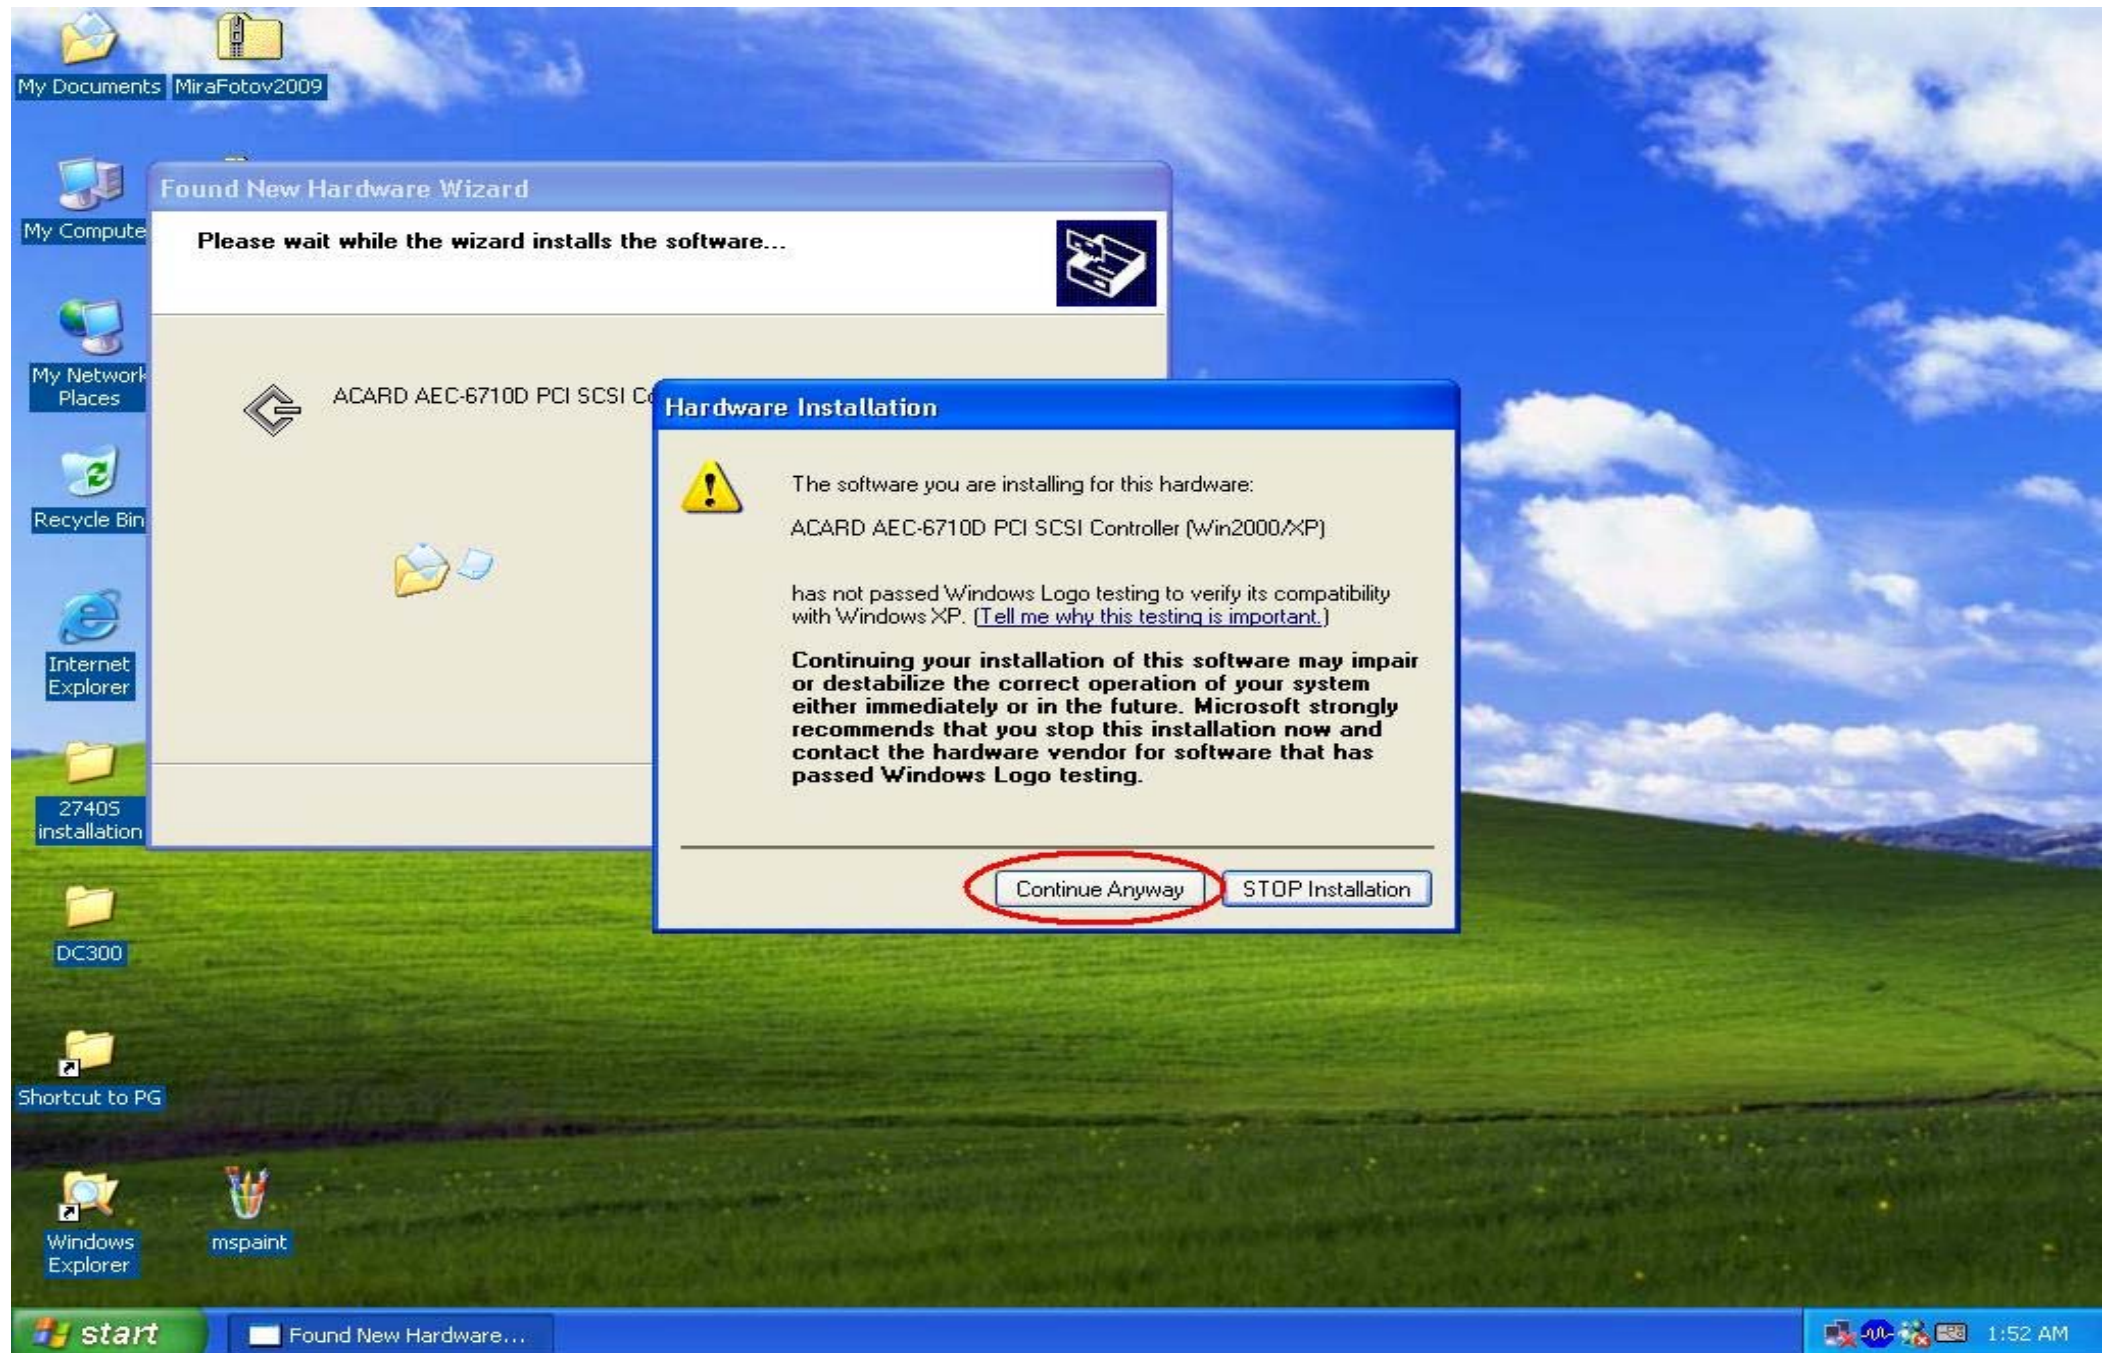 My Documents
MiraFotov2009
My Compute
My Network
Places
Recycle Bin
Internet
Explorer
2740S
installation
DC300
Shortcut to PG
Windows
Explorer
mspaint
Found New Hardware Wizard
Please wait while the wizard installs the software...
ACARD AEC-6710D PCI SCSI Co
Hardware Installation
The software you are installing for this hardware:
ACARD AEC-6710D PCI SCSI Controller (Win2000/XP)
has not passed Windows Logo testing to verify its compatibility
with Windows XP. (Tell me why this testing is important.)
Continuing your installation of this software may impair
or destabilize the correct operation of your system
either immediately or in the future. Microsoft strongly
recommends that you stop this installation now and
contact the hardware vendor for software that has
passed Windows Logo testing.
Continue Anyway
STOP Installation
start
Found New Hardware...
1:52 AM